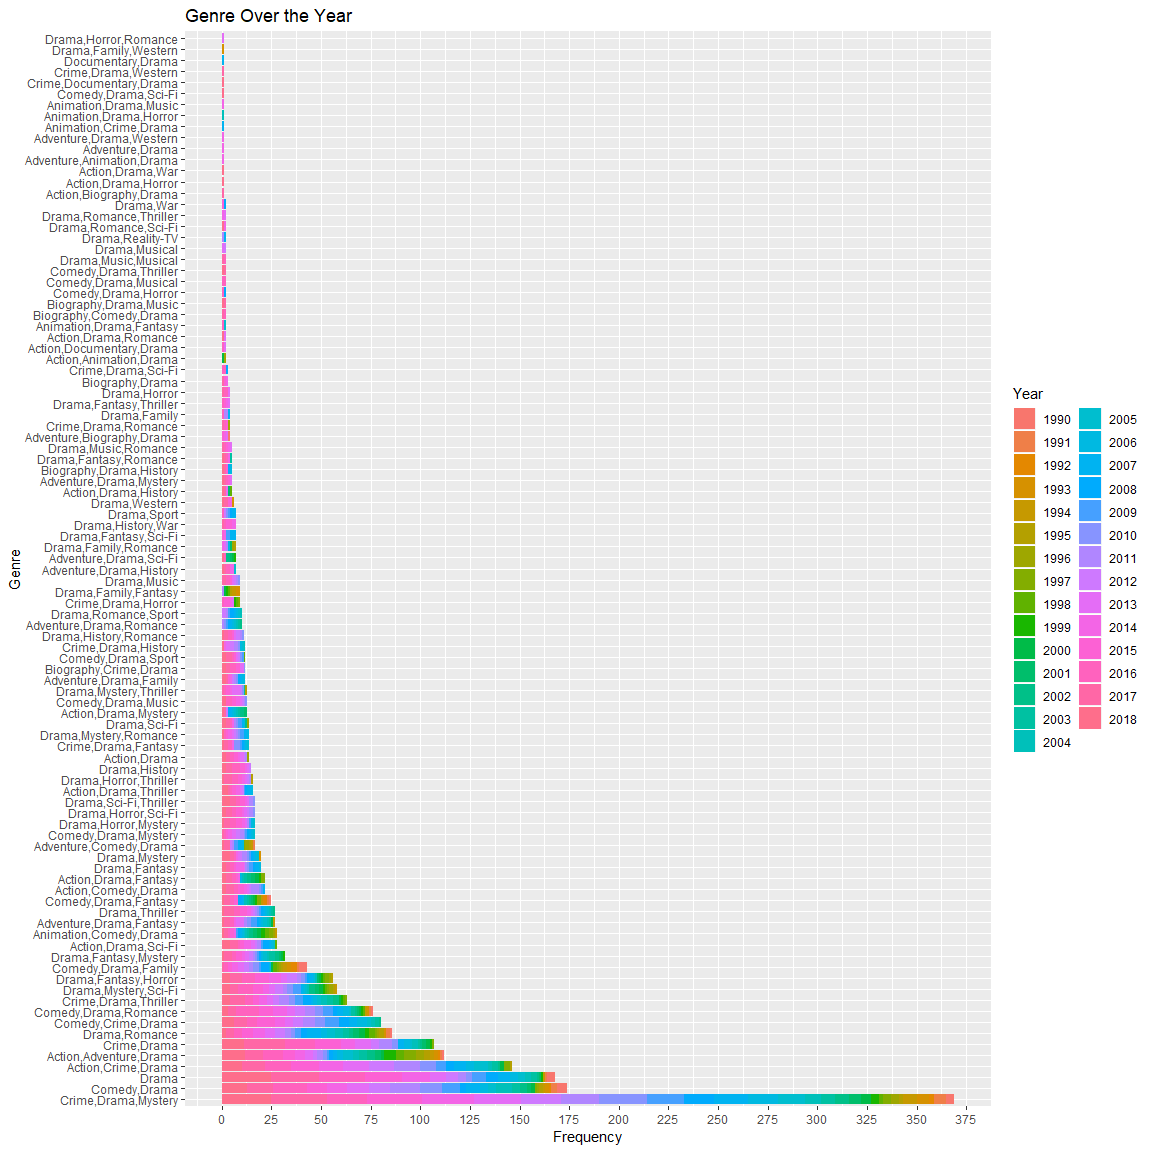 Genre Over the Year
Drama,Horror,Romance
Drama,Family,Western
Documentary,Drama
Crime,Drama,Western
Crime,Documentary,Drama
Comedy,Drama,Sci-Fi
Animation,Drama,Music
Animation,Drama,Horror
Animation,Crime,Drama
Adventure,Drama,Western
Adventure,Drama
Adventure,Animation,Drama
Action,Drama,War
Action,Drama,Horror
Action,Biography,Drama
Drama,War
Drama,Romance,Thriller
Drama,Romance,Sci-Fi
Drama,Reality-TV
Drama,Musical
Drama,Music,Musical
Comedy,Drama,Thriller
Comedy,Drama,Musical
Comedy,Drama,Horror
Biography,Drama,Music
Biography,Comedy,Drama
Animation,Drama,Fantasy
Action,Drama,Romance
Action,Documentary,Drama
Action,Animation,Drama
Crime,Drama,Sci-Fi
Biography,Drama
Drama,Horror
Drama,Fantasy,Thriller
Drama,Family
Crime,Drama,Romance
Adventure,Biography,Drama
Drama,Music,Romance
Drama,Fantasy,Romance
Biography,Drama,History
Adventure,Drama,Mystery
Action,Drama,History
Drama,Western
Drama,Sport
Drama,History,War
Drama,Fantasy,Sci-Fi
Drama,Family,Romance
Adventure,Drama,Sci-Fi
Adventure,Drama,History
Drama,Music
Drama,Family,Fantasy
Crime,Drama,Horror
Drama,Romance,Sport
Adventure,Drama,Romance
Drama,History,Romance
Crime,Drama,History
Comedy,Drama,Sport
Biography,Crime,Drama
Adventure,Drama,Family
Drama,Mystery,Thriller
Comedy,Drama,Music
Action,Drama,Mystery
Drama,Sci-Fi
Drama,Mystery,Romance
Crime,Drama,Fantasy
Action,Drama
Drama,History
Drama,Horror,Thriller
Action,Drama,Thriller
Drama,Sci-Fi,Thriller
Drama,Horror,Sci-Fi
Drama,Horror,Mystery
Comedy,Drama,Mystery
Adventure,Comedy,Drama
Drama,Mystery
Drama,Fantasy
Action,Drama,Fantasy
Action,Comedy,Drama
Comedy,Drama,Fantasy
Drama,Thriller
Adventure,Drama,Fantasy
Animation,Comedy,Drama
Action,Drama,Sci-Fi
Drama,Fantasy,Mystery
Comedy,Drama,Family
Drama,Fantasy,Horror
Drama,Mystery,Sci-Fi
Crime,Drama,Thriller
Comedy,Drama,Romance
Comedy,Crime,Drama
Drama,Romance
Crime,Drama
Action,Adventure,Drama
Action,Crime,Drama
Drama
Comedy,Drama
Crime,Drama,Mystery
Genre
0 25 50 75 100 125 150 175 200 225 250 275 300 325 350 375
Frequency
Year
1990 2005
1991 2006
1992 2007
1993 2008
1994 2009
1995 2010
1996 2011
1997 2012
1998 2013
1999 2014
2000 2015
2001 2016
2002 2017
2003 2018
2004